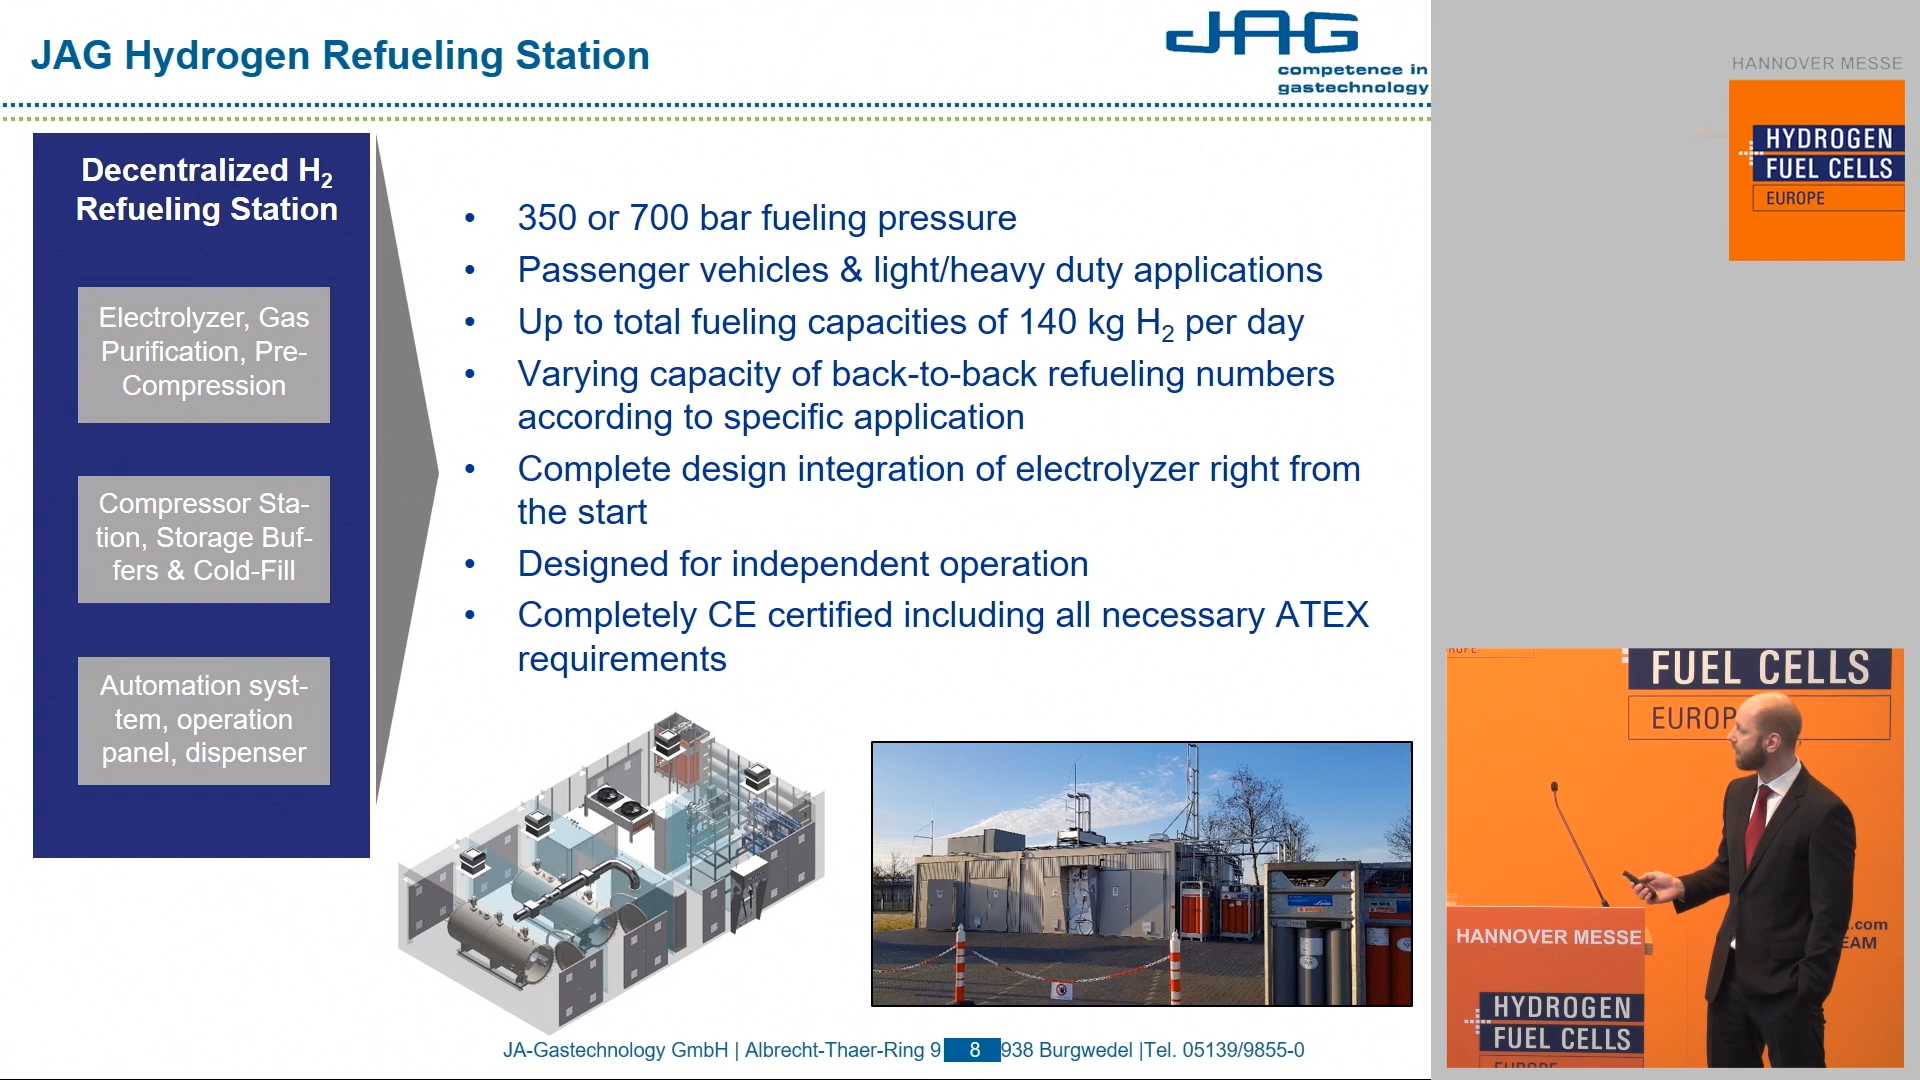 JAG Hydrogen Refueling Station
JAG
competence in
gastechnology
Decentralized H2
Refueling Station
Electrolyzer, Gas
Purification, Pre-
Compression
Compressor Sta-
tion, Storage Buf-
fers & Cold-Fill
Automation syst-
tem, operation
panel, dispenser
• 350 or 700 bar fueling pressure
• Passenger vehicles & light/heavy duty applications
• Up to total fueling capacities of 140 kg H2 per day
• Varying capacity of back-to-back refueling numbers
according to specific application
• Complete design integration of electrolyzer right from
the start
• Designed for independent operation
• Completely CE certified including all necessary ATEX
requirements
JA-Gastechnology GmbH | Albrecht-Thaer-Ring 9 8 938 Burgwedel |Tel. 05139/9855-0
HANNOVER MESSE
HYDROGEN
FUEL CELLS
EUROPE
FUEL CELLS
EUROP
.com
EAM
HANNOVER MESSE
HYDROGEN
FUEL CELLS
EUROPE